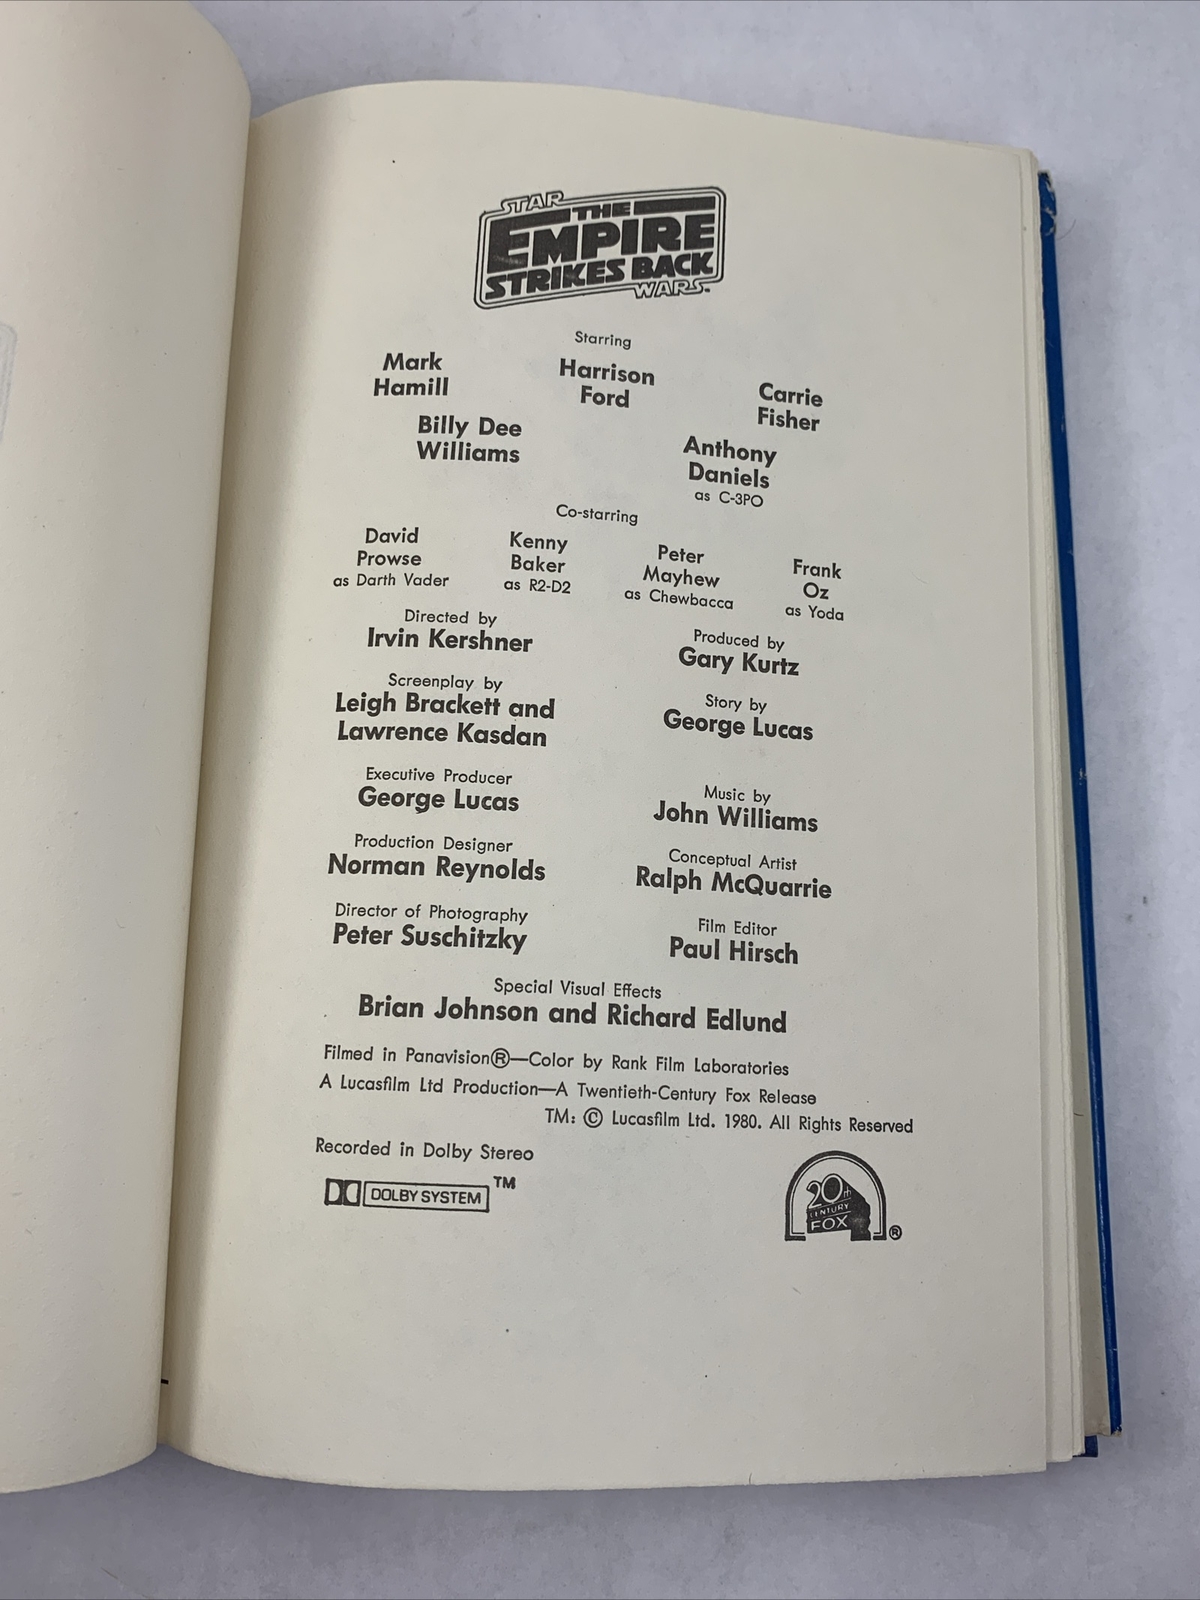 STAR
THE
EMPIRE
STRIKES BACK
WARS™
Starring
Mark Hamill
Harrison Ford
Carrie Fisher
Billy Dee Williams
Anthony Daniels
as C-3PO
Co-starring
David Prowse
as Darth Vader
Kenny Baker
as R2-D2
Peter Mayhew
as Chewbacca
Frank Oz
as Yoda
Directed by
Irvin Kershner
Produced by
Gary Kurtz
Screenplay by
Leigh Brackett and
Lawrence Kasdan
Story by
George Lucas
Executive Producer
George Lucas
Music by
John Williams
Production Designer
Norman Reynolds
Conceptual Artist
Ralph McQuarrie
Director of Photography
Peter Suschitzky
Film Editor
Paul Hirsch
Special Visual Effects
Brian Johnson and Richard Edlund
Filmed in Panavision®—Color by Rank Film Laboratories
A Lucasfilm Ltd Production—A Twentieth-Century Fox Release
TM: © Lucasfilm Ltd. 1980. All Rights Reserved
Recorded in Dolby Stereo
DOLBY SYSTEM ™
20th
CENTURY
FOX ®